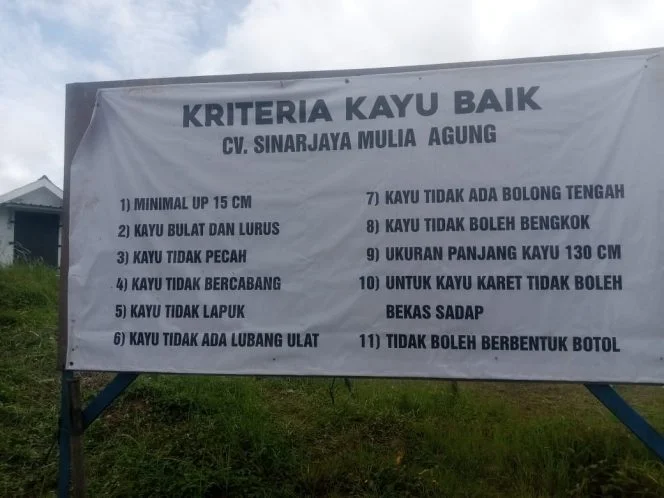 KRITERIA KAYU BAIK
CV. SINARJAYA MULIA AGUNG
1) MINIMAL UP 15 CM
2) KAYU BULAT DAN LURUS
3) KAYU TIDAK PECAH
4) KAYU TIDAK BERCABANG
5) KAYU TIDAK LAPUK
6) KAYU TIDAK ADA LUBANG ULAT
7) KAYU TIDAK ADA BOLONG TENGAH
8) KAYU TIDAK BOLEH BENGKOK
9) UKURAN PANJANG KAYU 130 CM
10) UNTUK KAYU KARET TIDAK BOLEH
BEKAS SADAP
11) TIDAK BOLEH BERBENTUK BOTOL